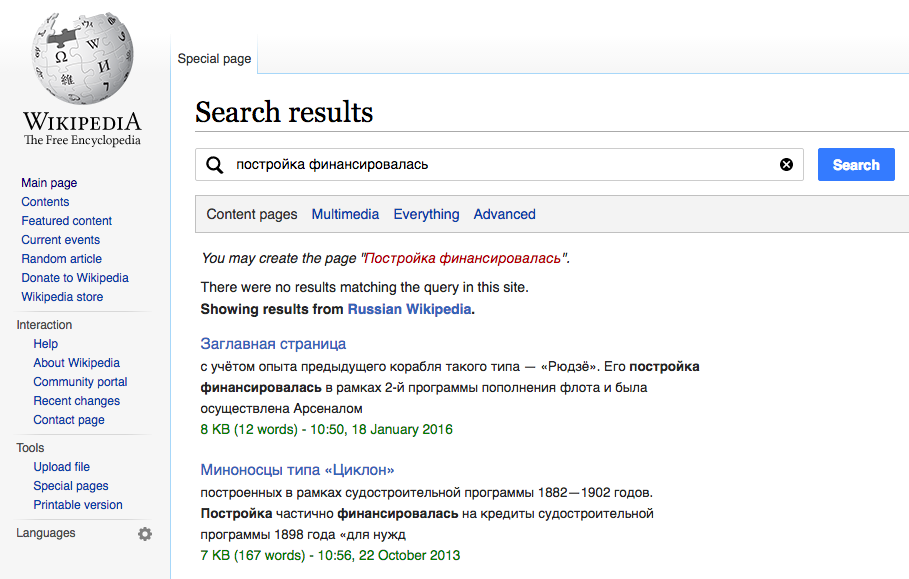 WIKIPEDIA
The Free Encyclopedia
Main page
Contents
Featured content
Current events
Random article
Donate to Wikipedia
Wikipedia store
Interaction
Help
About Wikipedia
Community portal
Recent changes
Contact page
Tools
Upload file
Special pages
Printable version
Languages
Special page
Search results
постройка финансировалась
Search
Content pages Multimedia Everything Advanced
You may create the page "Постройка финансировалась".
There were no results matching the query in this site.
Showing results from Russian Wikipedia.
Заглавная страница
с учётом опыта предыдущего корабля такого типа — «Рюдзё». Его постройка
финансировалась в рамках 2-й программы пополнения флота и была
осуществлена Арсеналом
8 KB (12 words) - 10:50, 18 January 2016
Миноносцы типа «Циклон»
построенных в рамках судостроительной программы 1882—1902 годов.
Постройка частично финансировалась на кредиты судостроительной
программы 1898 года «для нужд
7 KB (167 words) - 10:56, 22 October 2013